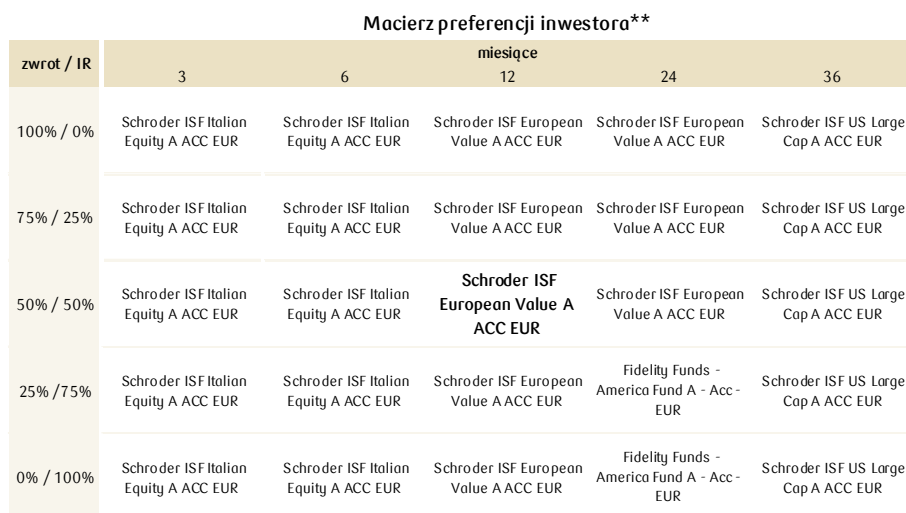 Macierz preferencji inwestora**
zwrot / IR
miesiące
3 6 12 24 36
100% / 0%
Schroder ISF Italian
Equity A ACC EUR
Schroder ISF Italian
Equity A ACC EUR
Schroder ISF European
Value A ACC EUR
Schroder ISF European
Value A ACC EUR
Schroder ISF US Large
Cap A ACC EUR
75% / 25%
Schroder ISF Italian
Equity A ACC EUR
Schroder ISF Italian
Equity A ACC EUR
Schroder ISF European
Value A ACC EUR
Schroder ISF European
Value A ACC EUR
Schroder ISF US Large
Cap A ACC EUR
50% / 50%
Schroder ISF Italian
Equity A ACC EUR
Schroder ISF Italian
Equity A ACC EUR
Schroder ISF
European Value A
ACC EUR
Schroder ISF European
Value A ACC EUR
Schroder ISF US Large
Cap A ACC EUR
25% /75%
Schroder ISF Italian
Equity A ACC EUR
Schroder ISF Italian
Equity A ACC EUR
Schroder ISF European
Value A ACC EUR
Fidelity Funds -
America Fund A - Acc -
EUR
Schroder ISF US Large
Cap A ACC EUR
0% / 100%
Schroder ISF Italian
Equity A ACC EUR
Schroder ISF Italian
Equity A ACC EUR
Schroder ISF European
Value A ACC EUR
Fidelity Funds -
America Fund A - Acc -
EUR
Schroder ISF US Large
Cap A ACC EUR